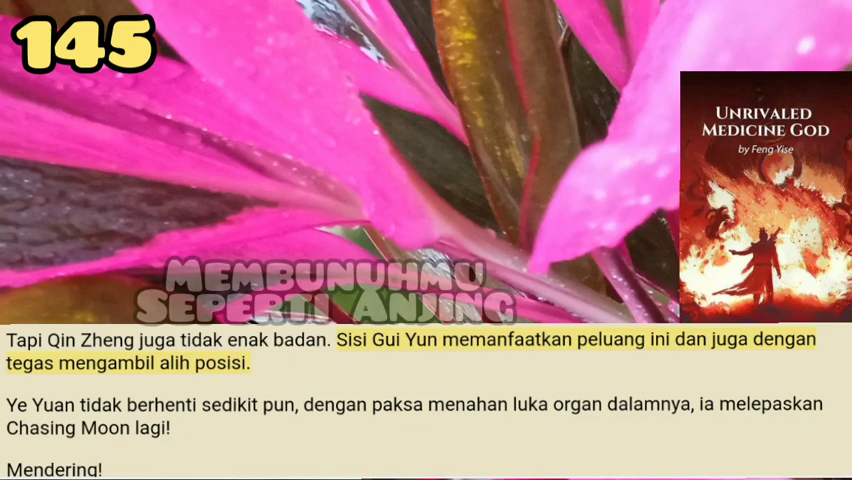 145
UNRIVALED
MEDICINE GOD
by Feng Yise
MEMBUNUHMU
SEPERTI ANJING
Tapi Qin Zheng juga tidak enak badan. Sisi Gui Yun memanfaatkan peluang ini dan juga dengan
tegas mengambil alih posisi.
Ye Yuan tidak berhenti sedikit pun, dengan paksa menahan luka organ dalamnya, ia melepaskan
Chasing Moon lagi!
Mendering!